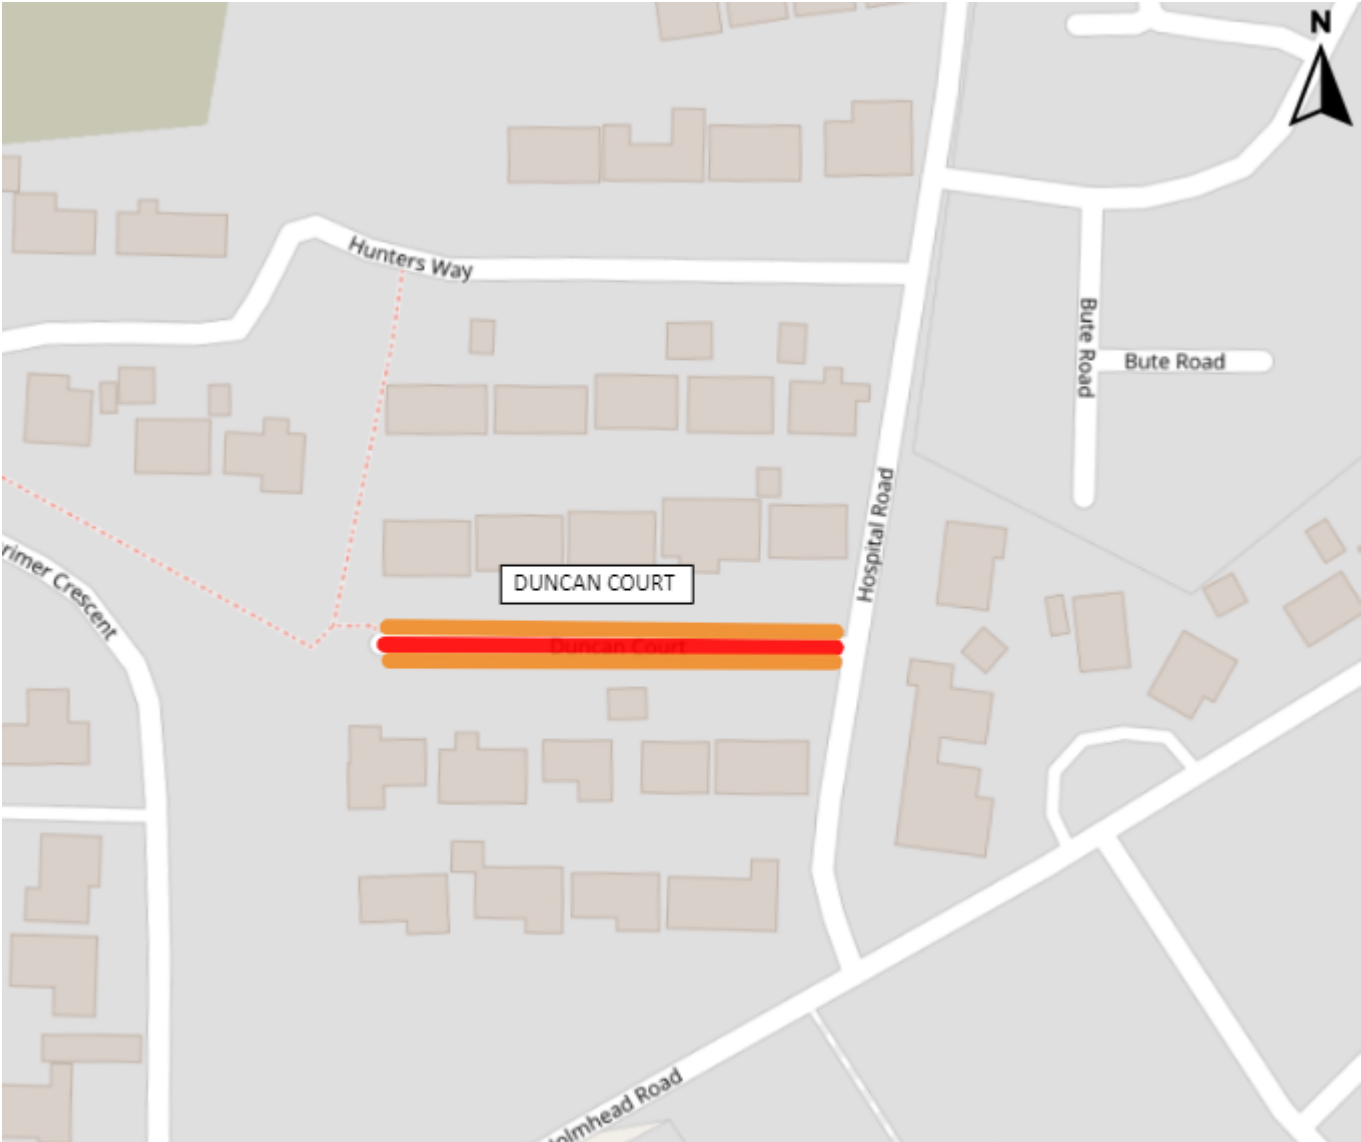 N
Hunters Way
Bute Road
Bute Road
Hospital Road
rimer Crescent
DUNCAN COURT
Duncan Court
olmhead Road